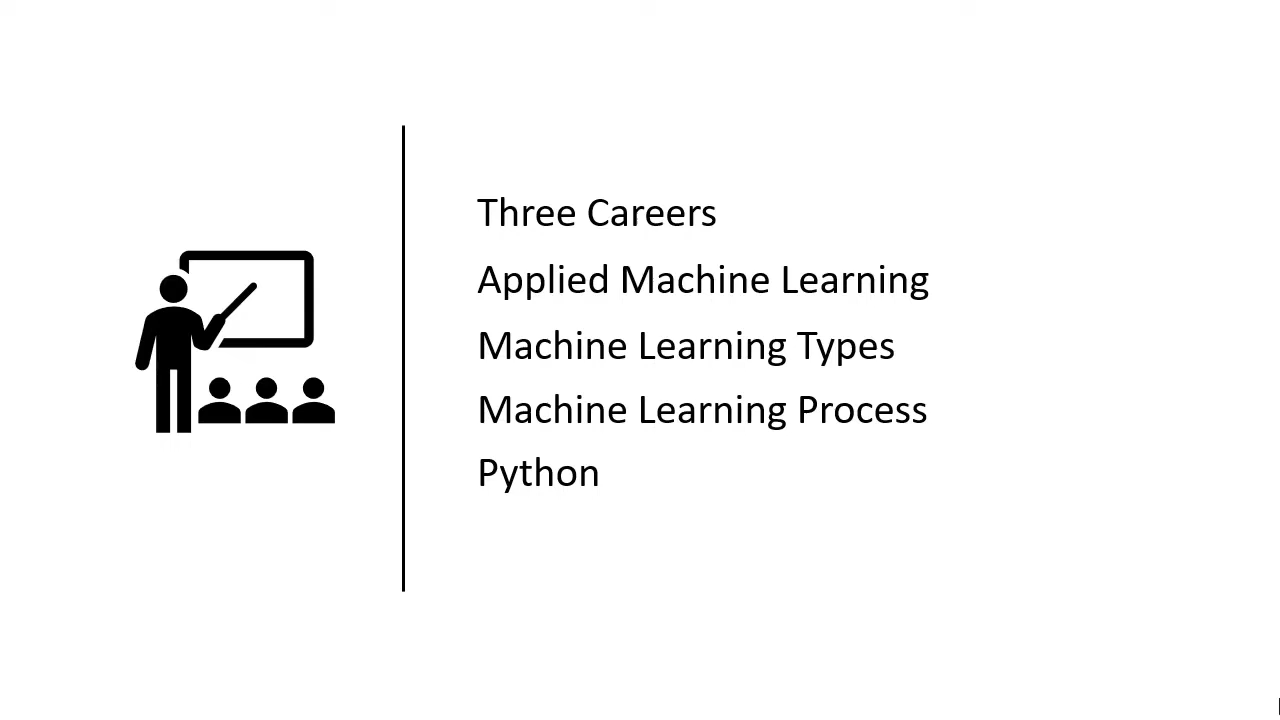 Three Careers
Applied Machine Learning
Machine Learning Types
Machine Learning Process
Python